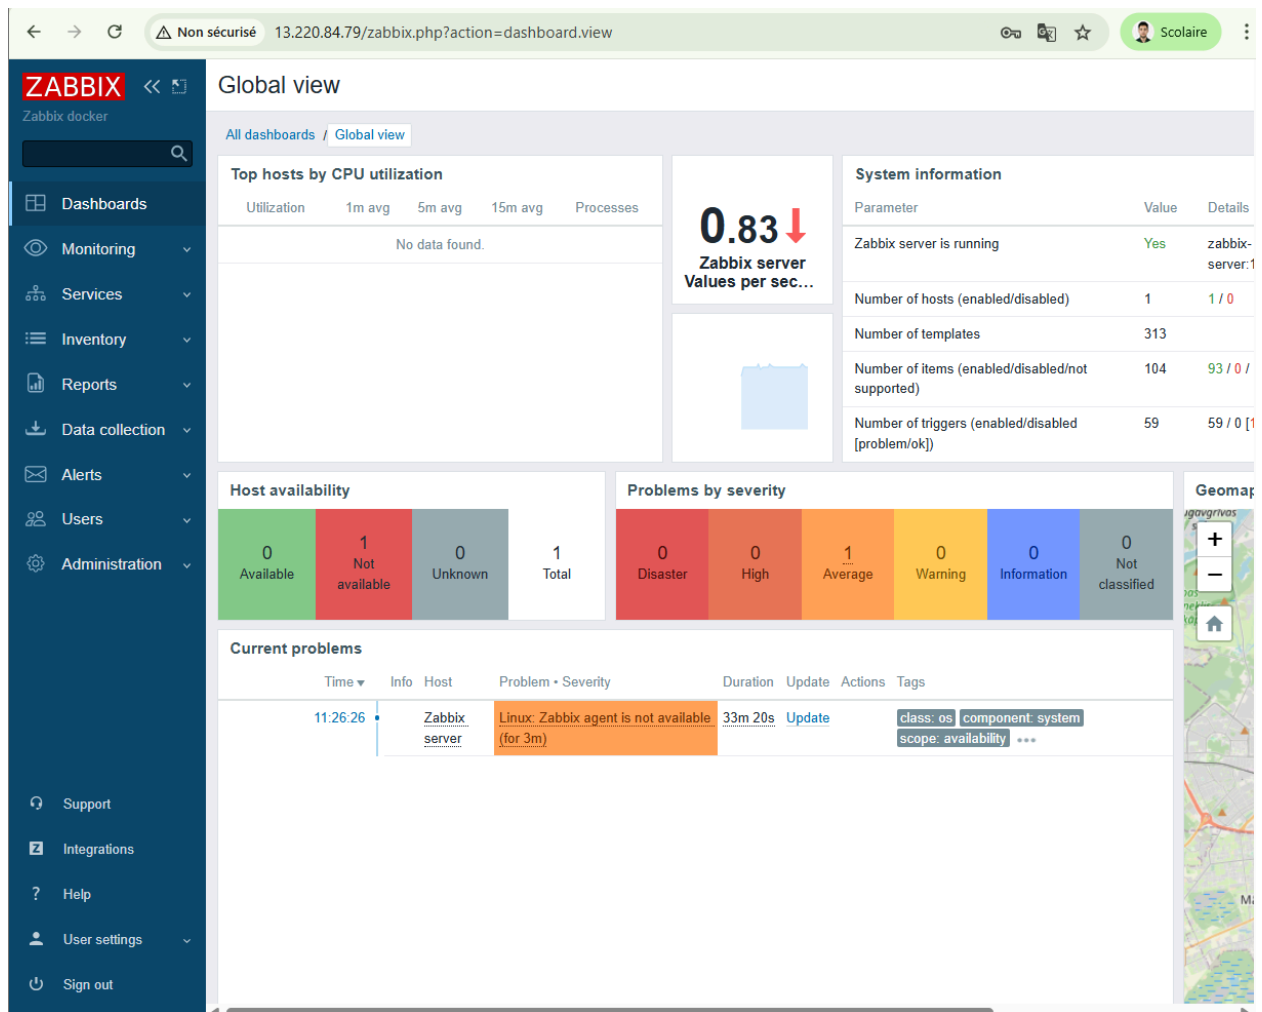 Non sécurisé 13.220.84.79/zabbix.php?action=dashboard.view Scolaire
ZABBIX
Zabbix docker
Dashboards
Monitoring
Services
Inventory
Reports
Data collection
Alerts
Users
Administration
Support
Integrations
? Help
User settings
Sign out
Global view
All dashboards / Global view
Top hosts by CPU utilization
Utilization 1m avg 5m avg 15m avg Processes
No data found.
0.83
Zabbix server
Values per sec...
System information
Parameter Value Details
Zabbix server is running Yes zabbix-
server:1
Number of hosts (enabled/disabled) 1 1 / 0
Number of templates 313
Number of items (enabled/disabled/not 104 93 / 0 /
supported)
Number of triggers (enabled/disabled 59 59 / 0 [1
[problem/ok])
Host availability
0
Available
1
Not
available
0
Unknown
1
Total
Problems by severity
0
Disaster
0
High
1
Average
0
Warning
0
Information
0
Not
classified
Geomap
+
−
Current problems
Time Info Host Problem • Severity Duration Update Actions Tags
11:26:26 Zabbix Linux: Zabbix agent is not available 33m 20s Update class: os component: system
server (for 3m) scope: availability •••